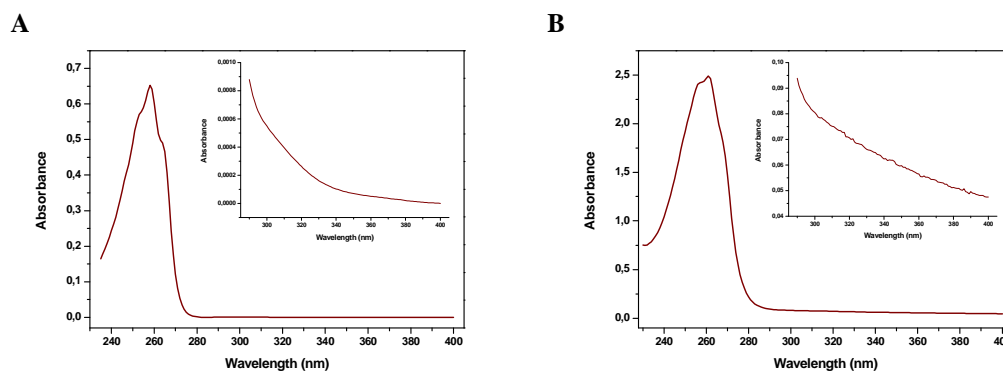 A
B
0,7
0,6
0,5
0,4
0,3
0,2
0,1
0,0
240 260 280 300 320 340 360 380 400
Wavelength (nm)
Absorbance
0,0010
0,0008
0,0006
0,0004
0,0002
0,0000
300 320 340 360 380 400
Wavelength (nm)
Absorbance
2,5
2,0
1,5
1,0
0,5
0,0
240 260 280 300 320 340 360 380
Wavelength (nm)
Absorbance
0,10
0,09
0,08
0,07
0,06
0,05
0,04
300 320 340 360 380 400
Wavelength (nm)
Absorbance